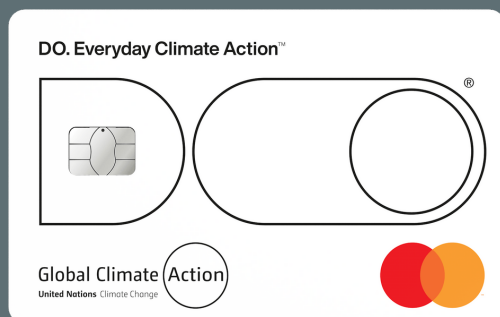 DO. Everyday Climate Action™
®
Global Climate Action
United Nations Climate Change